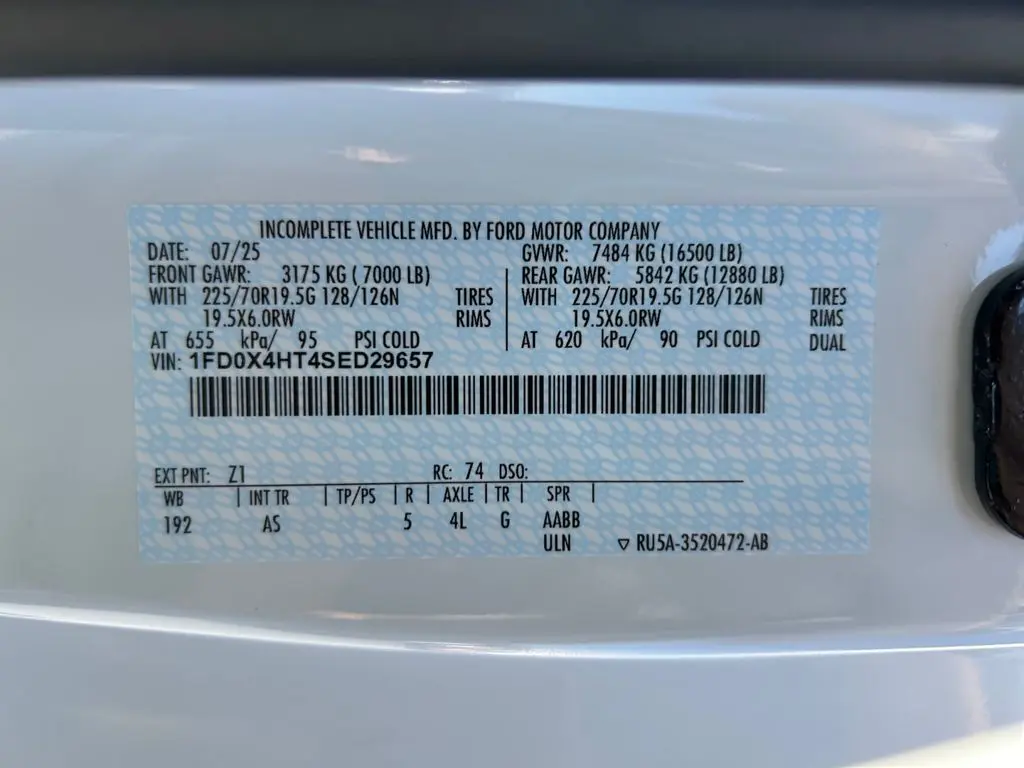 INCOMPLETE VEHICLE MFD. BY FORD MOTOR COMPANY
DATE: 07/25 GVWR: 7484 KG (16500 LB)
FRONT GAWR: 3175 KG ( 7000 LB) REAR GAWR: 5842 KG (12880 LB)
WITH 225/70R19.5G 128/126N TIRES WITH 225/70R19.5G 128/126N TIRES
19.5X6.0RW RIMS 19.5X6.0RW RIMS
AT 655 kPa/ 95 PSI COLD AT 620 kPa/ 90 PSI COLD DUAL
VIN: 1FD0X4HT4SED29657
EXT PNT: Z1 RC: 74 DSO:
WB | INT TR | TP/PS | R | AXLE | TR | SPR |
192 AS 5 4L G AABB
ULN ▽ RU5A-3520472-AB